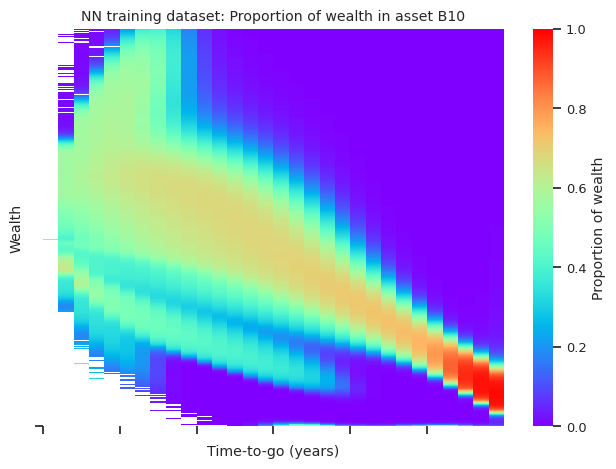 NN training dataset: Proportion of wealth in asset B10
Wealth
Time-to-go (years)
1.0
0.8
0.6
0.4
0.2
0.0
Proportion of wealth